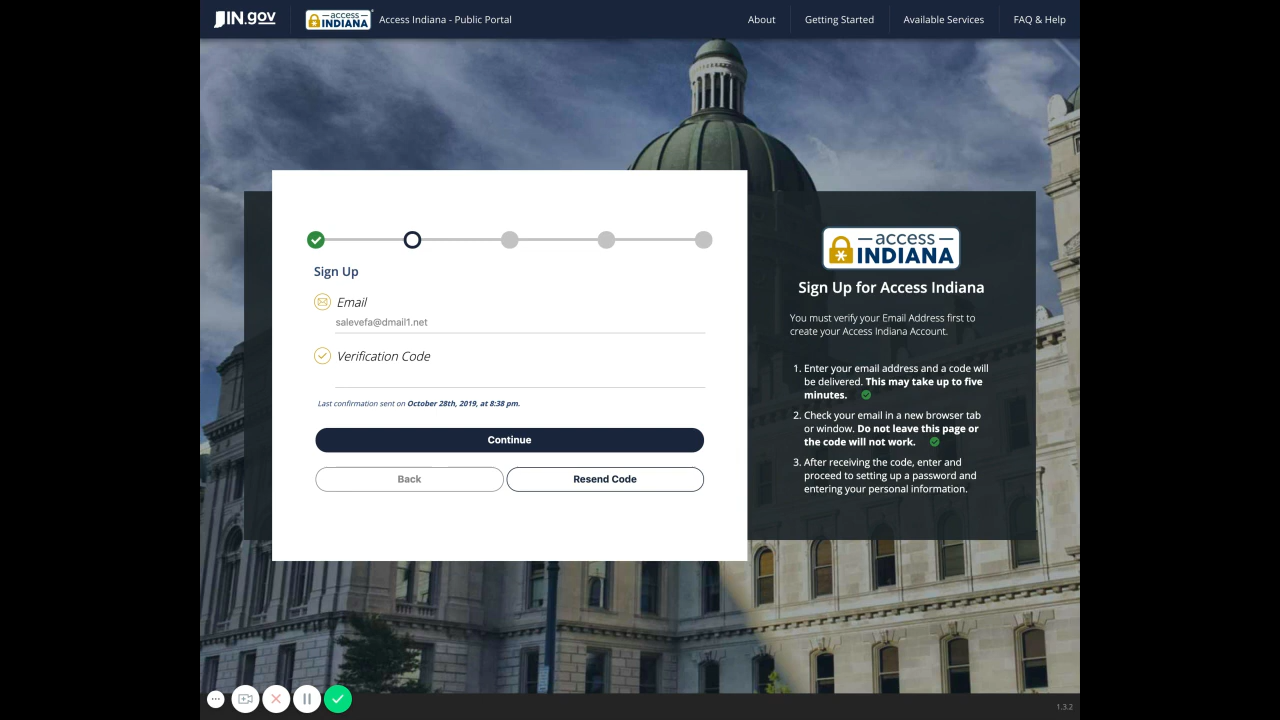 IN.gov
access INDIANA
Access Indiana - Public Portal
About
Getting Started
Available Services
FAQ & Help
Sign Up
Email
salevefa@dmail1.net
Verification Code
Last confirmation sent on October 28th, 2019, at 8:38 pm.
Continue
Back
Resend Code
access
INDIANA
Sign Up for Access Indiana
You must verify your Email Address first to
create your Access Indiana Account.
1. Enter your email address and a code will
be delivered. This may take up to five
minutes.
2. Check your email in a new browser tab
or window. Do not leave this page or
the code will not work.
3. After receiving the code, enter and
proceed to setting up a password and
entering your personal information.
1.3.2